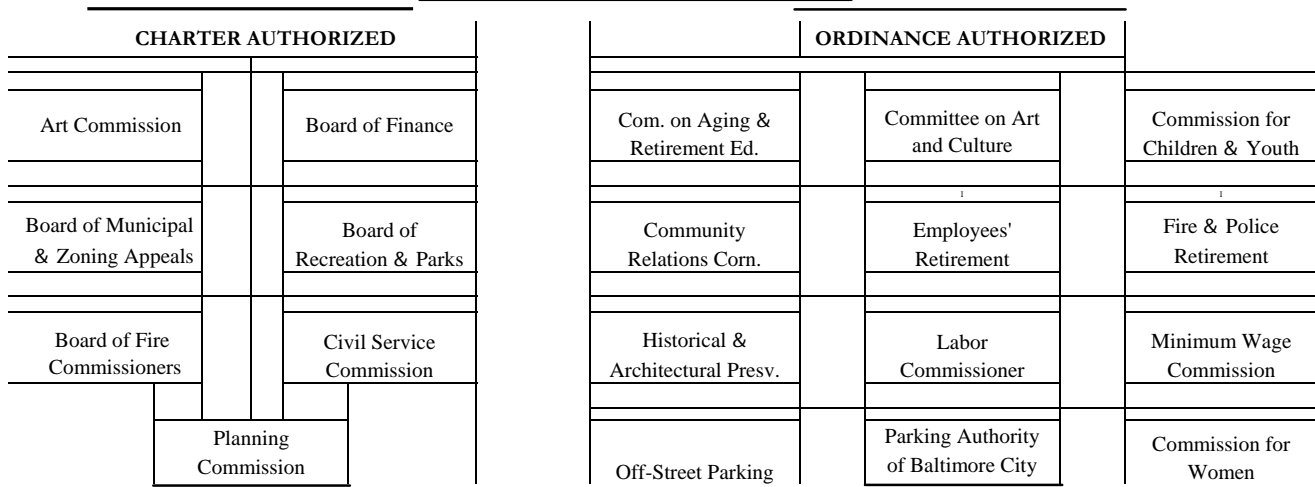 CHARTER AUTHORIZED
ORDINANCE AUTHORIZED
Art Commission
Board of Finance
Com. on Aging &
Retirement Ed.
Committee on Art
and Culture
Commission for
Children & Youth
Board of Municipal
& Zoning Appeals
Board of
Recreation & Parks
Community
Relations Corn.
I
Employees'
Retirement
I
Fire & Police
Retirement
Board of Fire
Commissioners
Civil Service
Commission
Historical &
Architectural Presv.
Labor
Commissioner
Minimum Wage
Commission
Planning
Commission
Off-Street Parking
Parking Authority
of Baltimore City
Commission for
Women